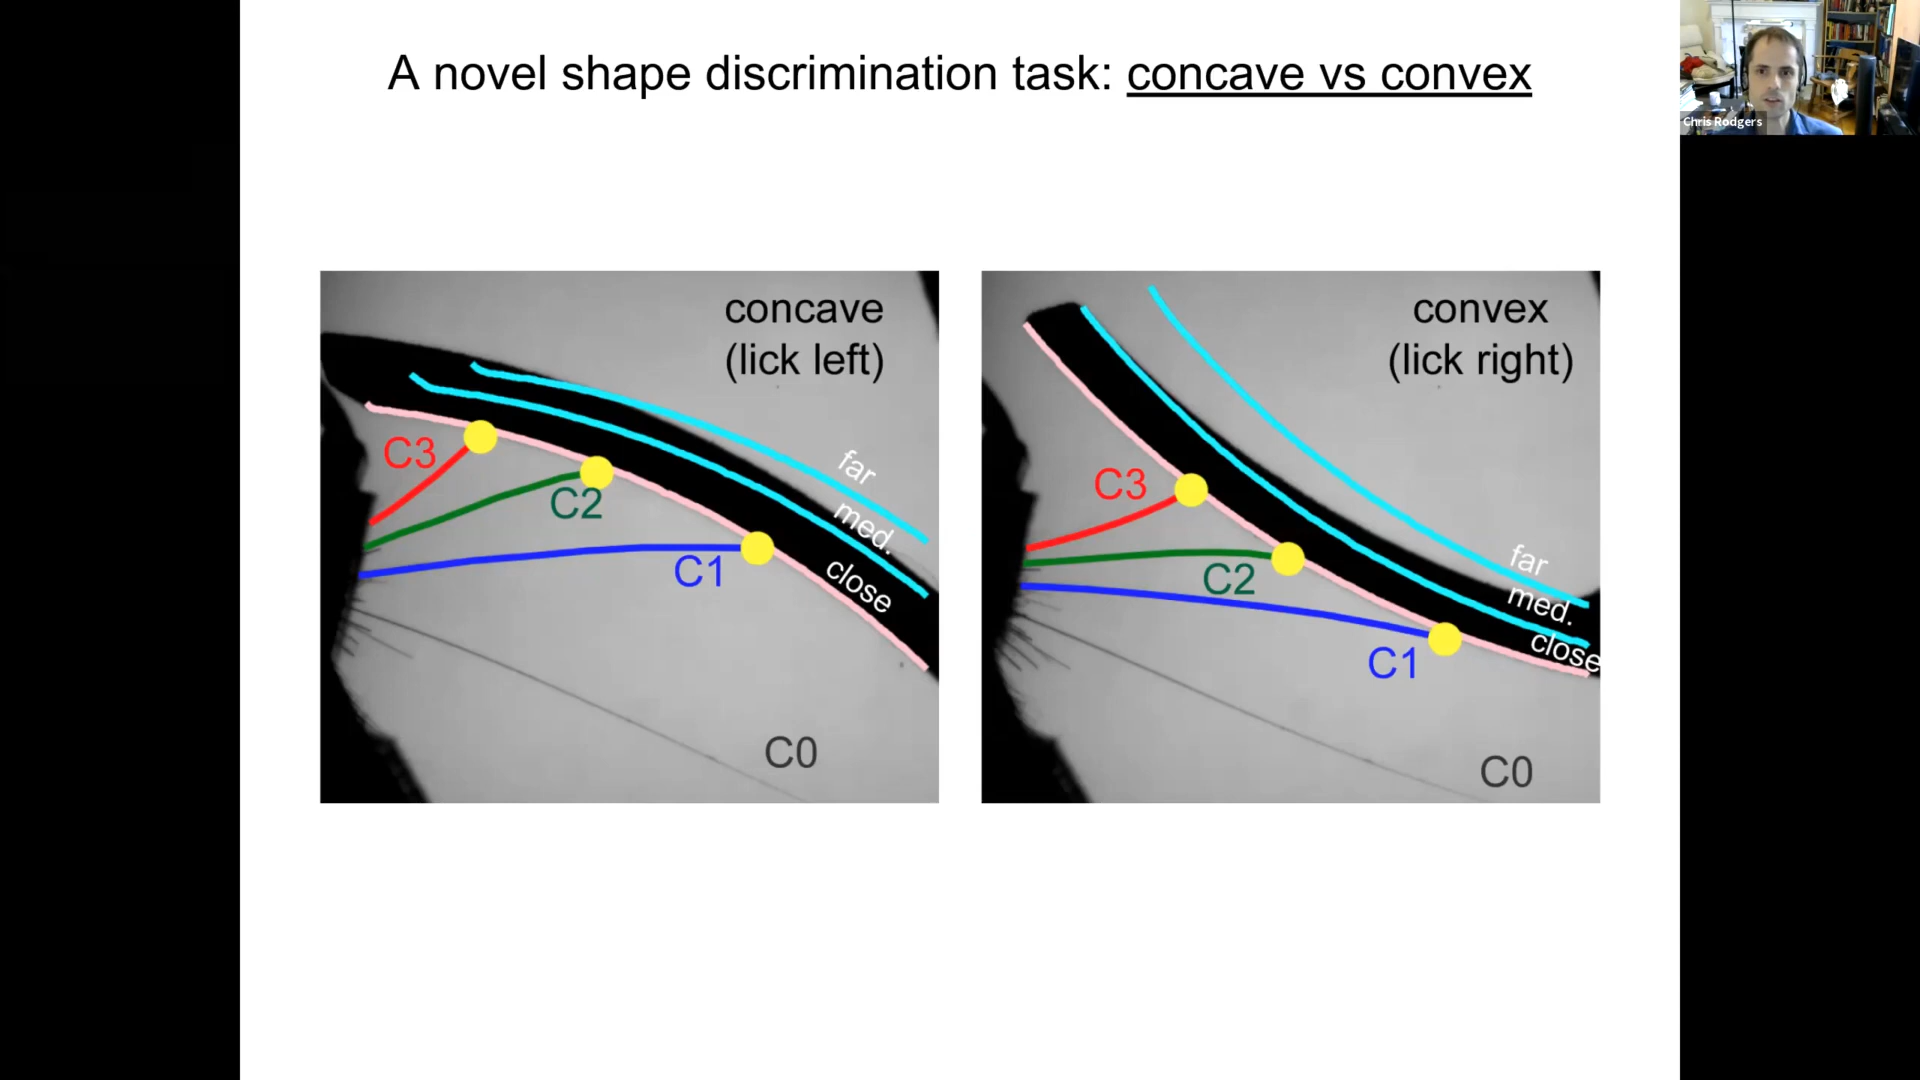 A novel shape discrimination task: concave vs convex
Chris Rodgers
concave
(lick left)
far
med.
close
C3
C2
C1
C0
convex
(lick right)
far
med.
close
C3
C2
C1
C0